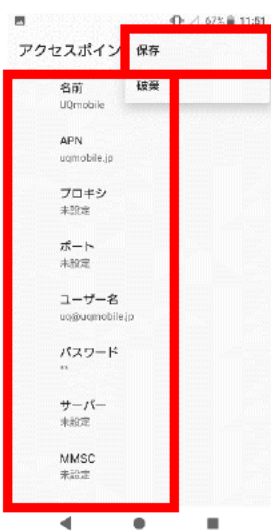 67% 11:51
アクセスポイン
保存
破棄
名前
UQmobile
APN
uqmobile.jp
プロキシ
未設定
ポート
未設定
ユーザー名
uq@uqmobile.jp
パスワード
**
サーバー
未設定
MMSC
未設定